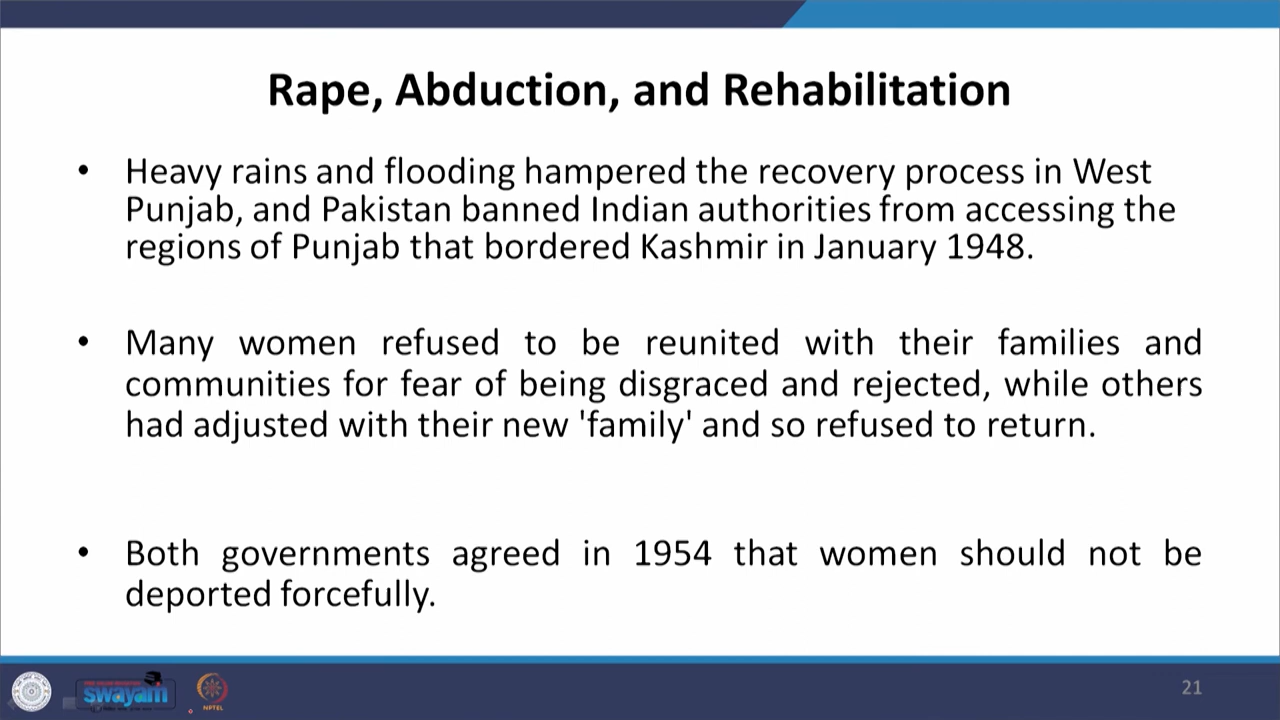 Rape, Abduction, and Rehabilitation
• Heavy rains and flooding hampered the recovery process in West
Punjab, and Pakistan banned Indian authorities from accessing the
regions of Punjab that bordered Kashmir in January 1948.
• Many women refused to be reunited with their families and
communities for fear of being disgraced and rejected, while others
had adjusted with their new 'family' and so refused to return.
• Both governments agreed in 1954 that women should not be
deported forcefully.
swayam
NPTEL
21